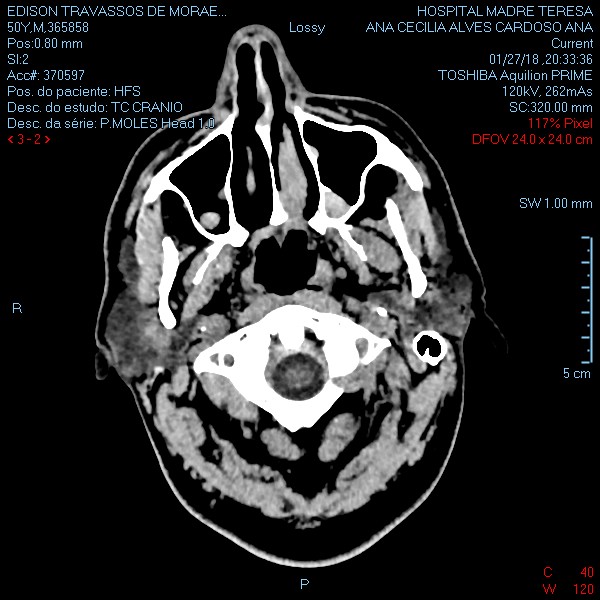 EDISON TRAVASSOS DE MORAE...
50Y,M,365858
Pos:0.80 mm
SI:2
Acc#: 370597
Pos. do paciente: HFS
Desc. do estudo: TC CRANIO
Desc. da série: P.MOLES Head 1.0
< 3 - 2 >
Lossy
HOSPITAL MADRE TERESA
ANA CECILIA ALVES CARDOSO ANA
Current
01/27/18 ,20:33:36
TOSHIBA Aquilion PRIME
120kV, 262mAs
SC:320.00 mm
117% Pixel
DFOV 24.0 x 24.0 cm
SW 1.00 mm
R
5 cm
P
C 40
W 120